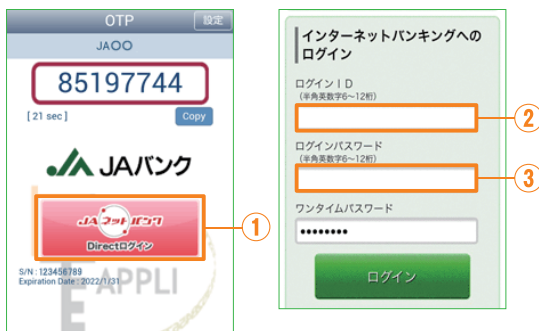 OTP
設定
JA〇〇
85197744
[ 21 sec ]
Copy
JAバンク
JAネットバンク
Directログイン
①
S/N : 123456789
Expiration Date : 2022/1/31
EAPPLI
インターネットバンキングへの
ログイン
ログインID
(半角英数字6〜12桁)
②
ログインパスワード
(半角英数字6〜12桁)
③
ワンタイムパスワード
••••••••
ログイン